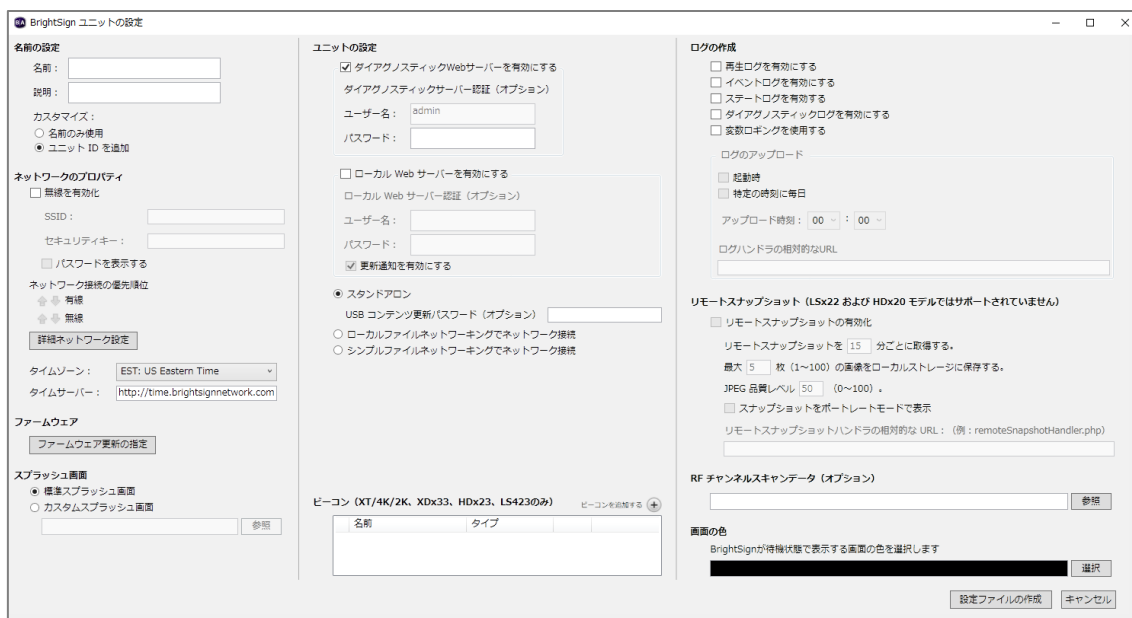 BA BrightSign ユニットの設定
名前の設定
名前：
説明：
カスタマイズ：
名前のみ使用
ユニット ID を追加
ネットワークのプロパティ
無線を有効化
SSID：
セキュリティキー：
パスワードを表示する
ネットワーク接続の優先順位
有線
無線
詳細ネットワーク設定
タイムゾーン： EST: US Eastern Time
タイムサーバー： http://time.brightsignnetwork.com
ファームウェア
ファームウェア更新の指定
スプラッシュ画面
標準スプラッシュ画面
カスタムスプラッシュ画面
参照
ユニットの設定
ダイアグノスティックWebサーバーを有効にする
ダイアグノスティックサーバー認証（オプション）
ユーザー名： admin
パスワード：
ローカル Web サーバーを有効にする
ローカル Web サーバー認証（オプション）
ユーザー名：
パスワード：
更新通知を有効にする
スタンドアロン
USB コンテンツ更新パスワード（オプション）
ローカルファイルネットワーキングでネットワーク接続
シンプルファイルネットワーキングでネットワーク接続
ビーコン（XT/4K/2K、XDx33、HDx23、LS423のみ） ビーコンを追加する
名前 タイプ
ログの作成
再生ログを有効にする
イベントログを有効にする
ステートログを有効する
ダイアグノスティックログを有効にする
変数ロギングを使用する
ログのアップロード
起動時
特定の時刻に毎日
アップロード時刻： 00 : 00
ログハンドラの相対的なURL
リモートスナップショット（LSx22 および HDx20 モデルではサポートされていません）
リモートスナップショットの有効化
リモートスナップショットを 15 分ごとに取得する。
最大 5 枚（1～100）の画像をローカルストレージに保存する。
JPEG 品質レベル 50 （0～100）。
スナップショットをポートレートモードで表示
リモートスナップショットハンドラの相対的な URL：（例：remoteSnapshotHandler.php）
RF チャンネルスキャンデータ（オプション）
参照
画面の色
BrightSignが待機状態で表示する画面の色を選択します
選択
設定ファイルの作成 キャンセル